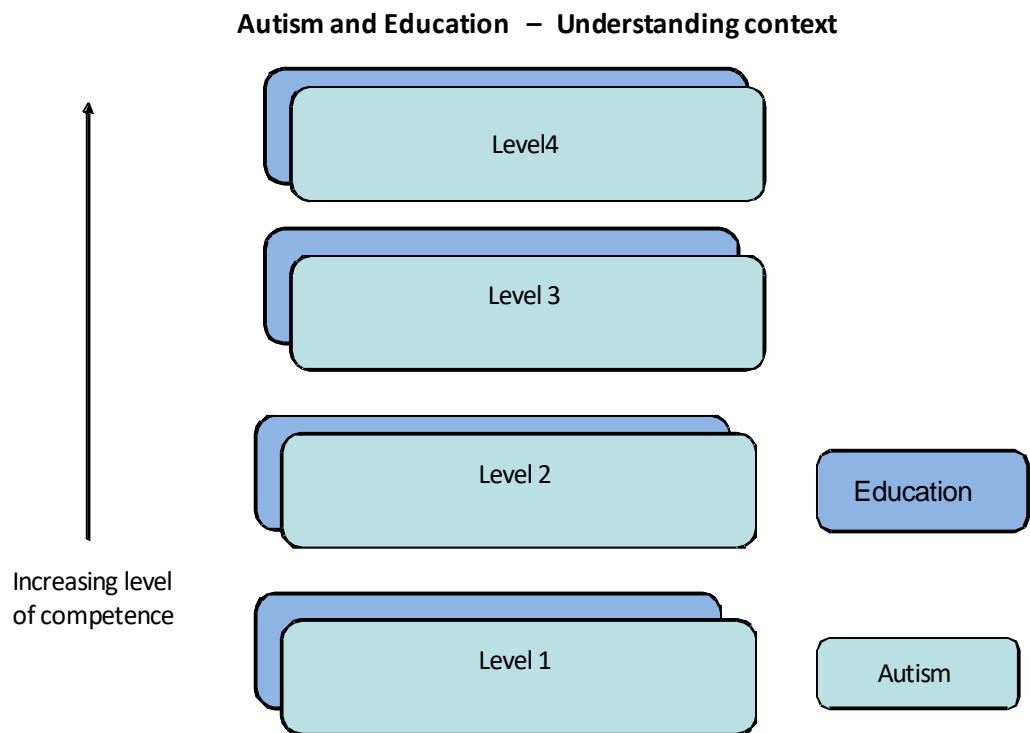 Autism and Education – Understanding context
Level4
Level 3
Level 2
Education
Increasing level
of competence
Level 1
Autism